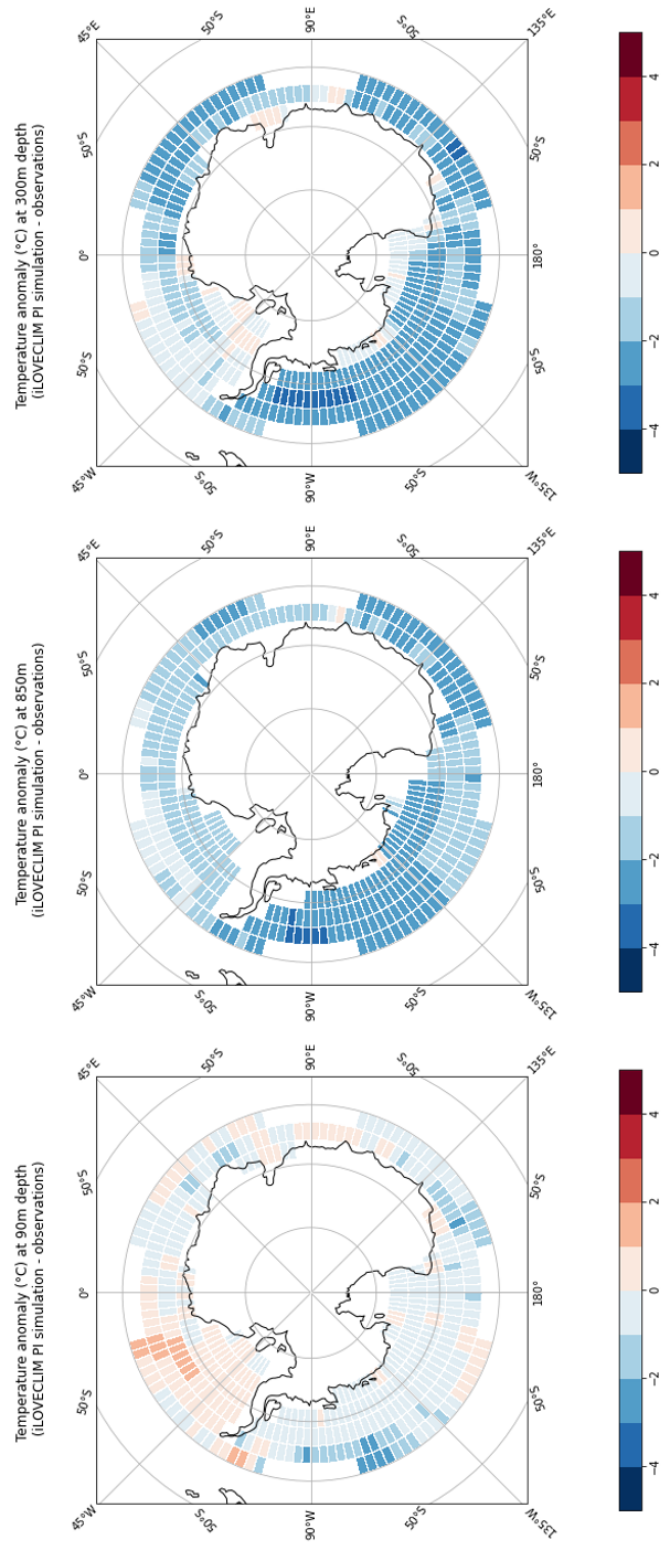 Temperature anomaly (°C) at 90m depth
(iLOVECLIM PI simulation - observations)
45°W 50°S 0° 50°S 45°E
50°S 50°S
90°W 90°E
50°S 50°S
135°W 50°S 180° 50°S 135°E
−4 −2 0 2 4
Temperature anomaly (°C) at 850m
(iLOVECLIM PI simulation - observations)
45°W 50°S 0° 50°S 45°E
50°S 50°S
90°W 90°E
50°S 50°S
135°W 50°S 180° 50°S 135°E
−4 −2 0 2 4
Temperature anomaly (°C) at 300m depth
(iLOVECLIM PI simulation - observations)
45°W 50°S 0° 50°S 45°E
50°S 50°S
90°W 90°E
50°S 50°S
135°W 50°S 180° 50°S 135°E
−4 −2 0 2 4